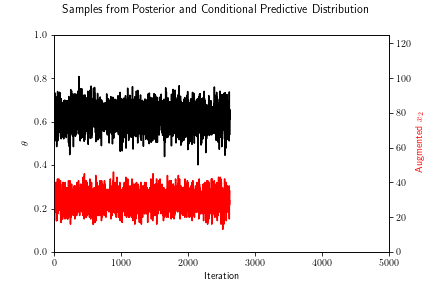 Samples from Posterior and Conditional Predictive Distribution
1.0
0.8
0.6
0.4
0.2
0.0
θ
120
100
80
60
40
20
0
Augmented x₂
0 1000 2000 3000 4000 5000
Iteration